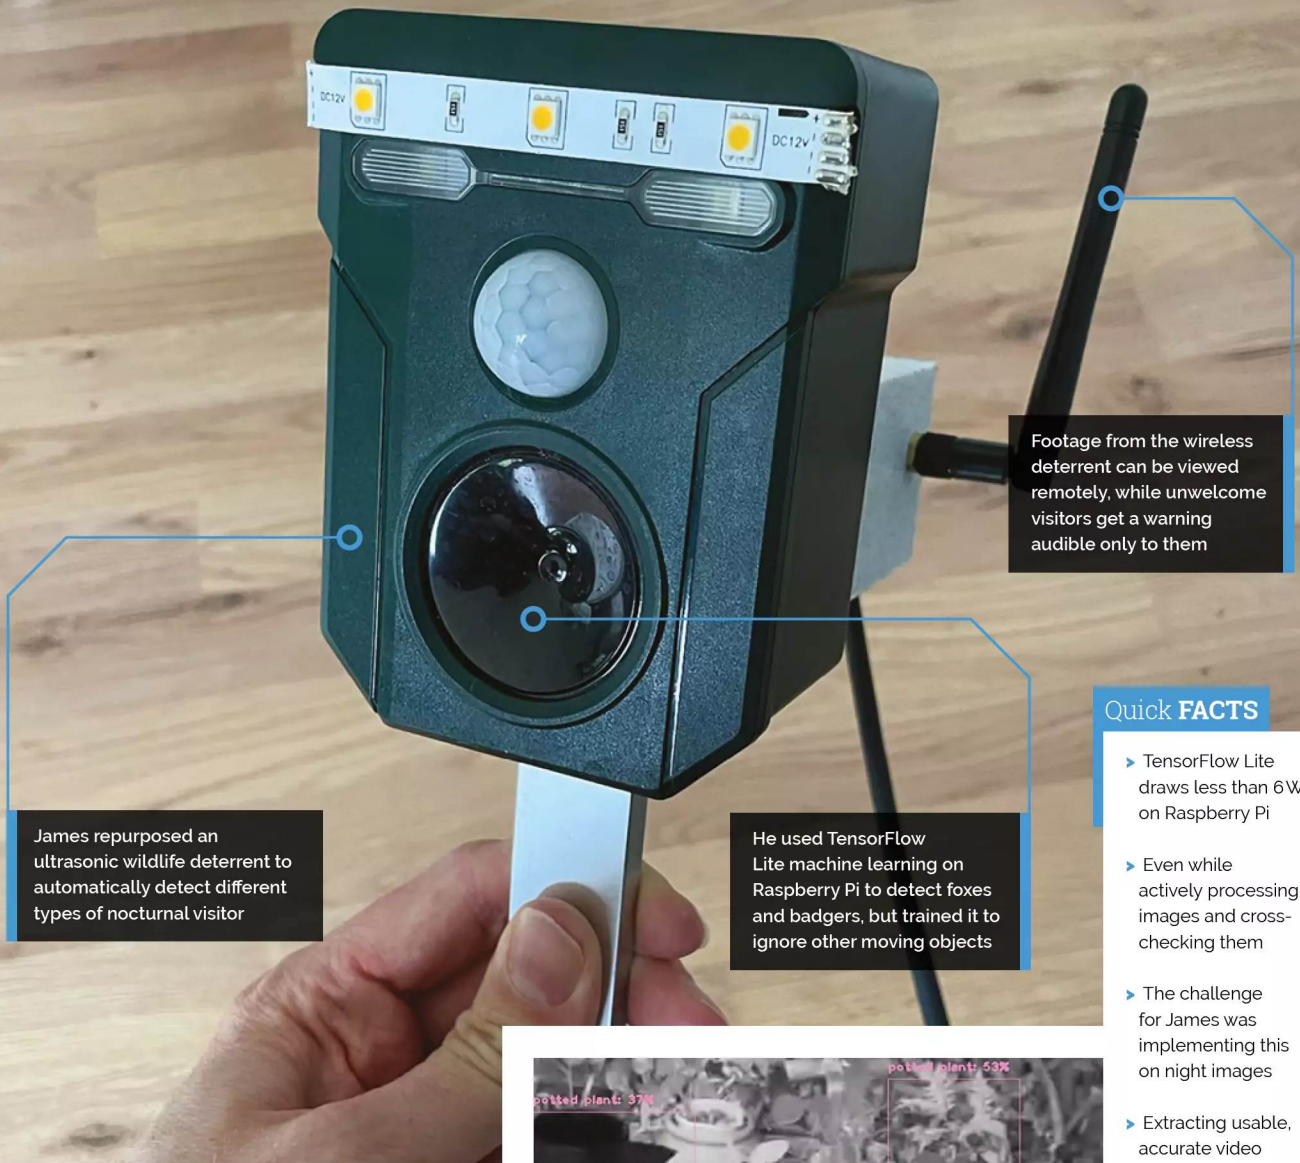 DC12V
DC12V
Footage from the wireless
deterrent can be viewed
remotely, while unwelcome
visitors get a warning
audible only to them
James repurposed an
ultrasonic wildlife deterrent to
automatically detect different
types of nocturnal visitor
He used TensorFlow
Lite machine learning on
Raspberry Pi to detect foxes
and badgers, but trained it to
ignore other moving objects
Quick FACTS
> TensorFlow Lite
draws less than 6W
on Raspberry Pi
> Even while
actively processing
images and cross-
checking them
> The challenge
for James was
implementing this
on night images
> Extracting usable,
accurate video
potted plant: 53%
potted plant: 37%